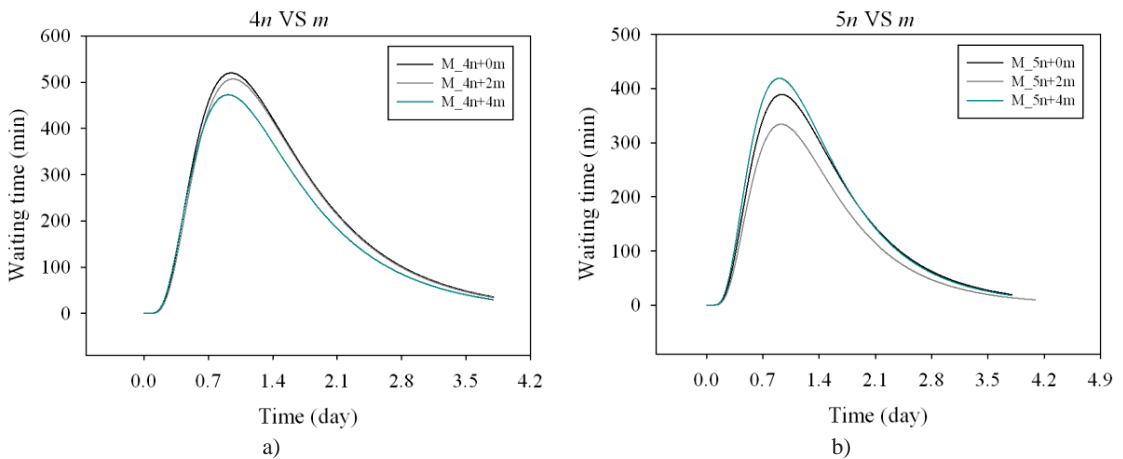 4n VS m
600
500
400
300
200
100
0
Waiting time (min)
M_4n+0m
M_4n+2m
M_4n+4m
0.0 0.7 1.4 2.1 2.8 3.5 4.2
Time (day)
a)
5n VS m
500
400
300
200
100
0
Waiting time (min)
M_5n+0m
M_5n+2m
M_5n+4m
0.0 0.7 1.4 2.1 2.8 3.5 4.2 4.9
Time (day)
b)